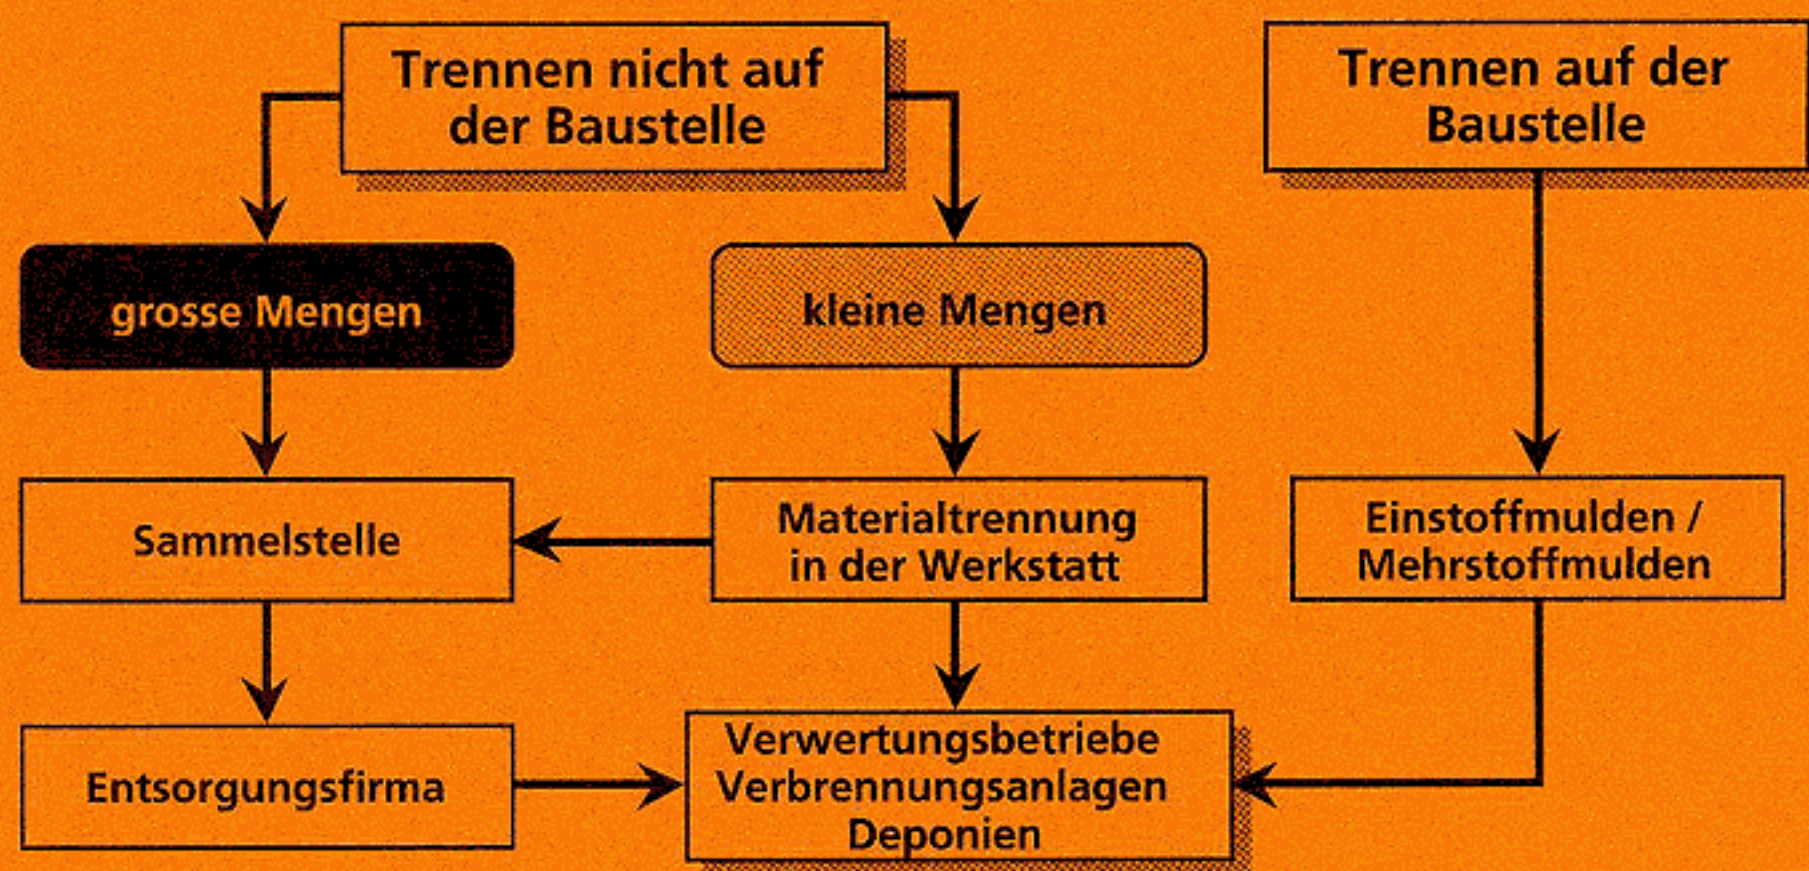 Trennen nicht auf
der Baustelle
Trennen auf der
Baustelle
grosse Mengen
kleine Mengen
Sammelstelle
Materialtrennung
in der Werkstatt
Einstoffmulden /
Mehrstoffmulden
Entsorgungsfirma
Verwertungsbetriebe
Verbrennungsanlagen
Deponien